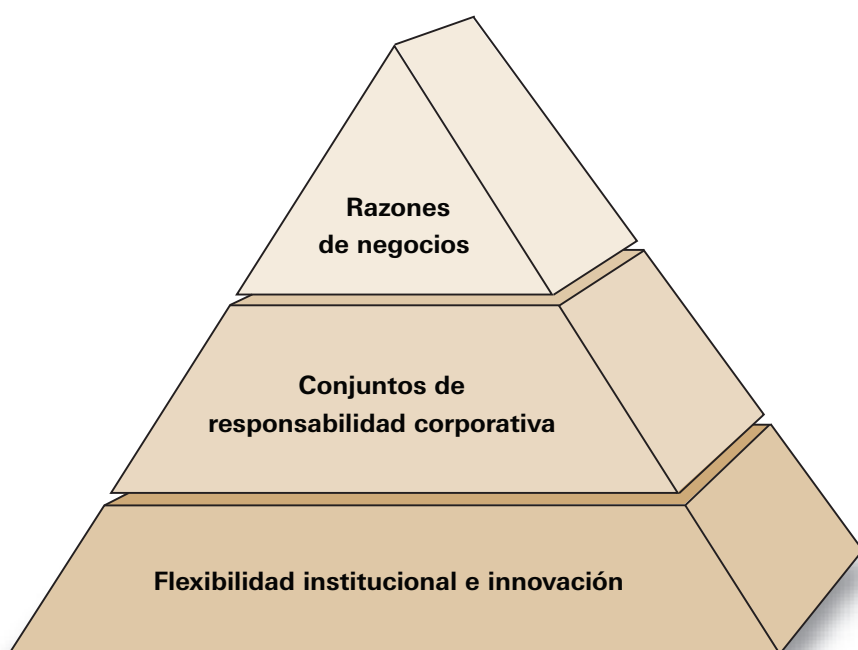 Razones
de negocios
Conjuntos de
responsabilidad corporativa
Flexibilidad institucional e innovación